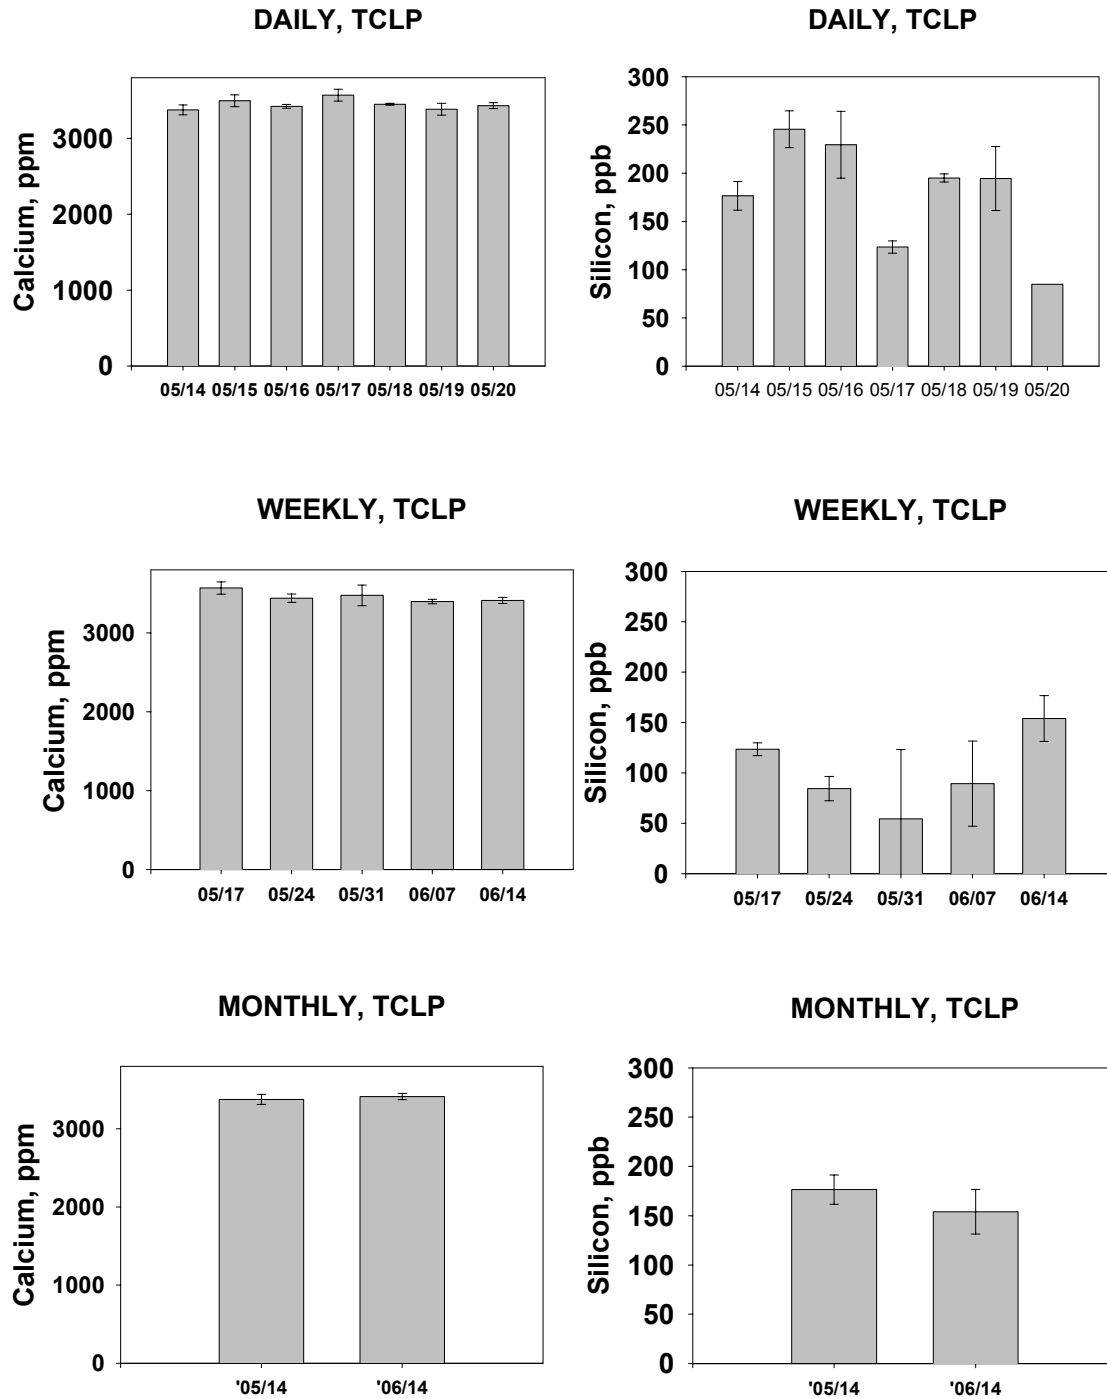 DAILY, TCLP
Calcium, ppm
3000
2000
1000
0
05/14 05/15 05/16 05/17 05/18 05/19 05/20
DAILY, TCLP
Silicon, ppb
300
250
200
150
100
50
0
05/14 05/15 05/16 05/17 05/18 05/19 05/20
WEEKLY, TCLP
Calcium, ppm
3000
2000
1000
0
05/17 05/24 05/31 06/07 06/14
WEEKLY, TCLP
Silicon, ppb
300
250
200
150
100
50
0
05/17 05/24 05/31 06/07 06/14
MONTHLY, TCLP
Calcium, ppm
3000
2000
1000
0
'05/14 '06/14
MONTHLY, TCLP
Silicon, ppb
300
250
200
150
100
50
0
'05/14 '06/14